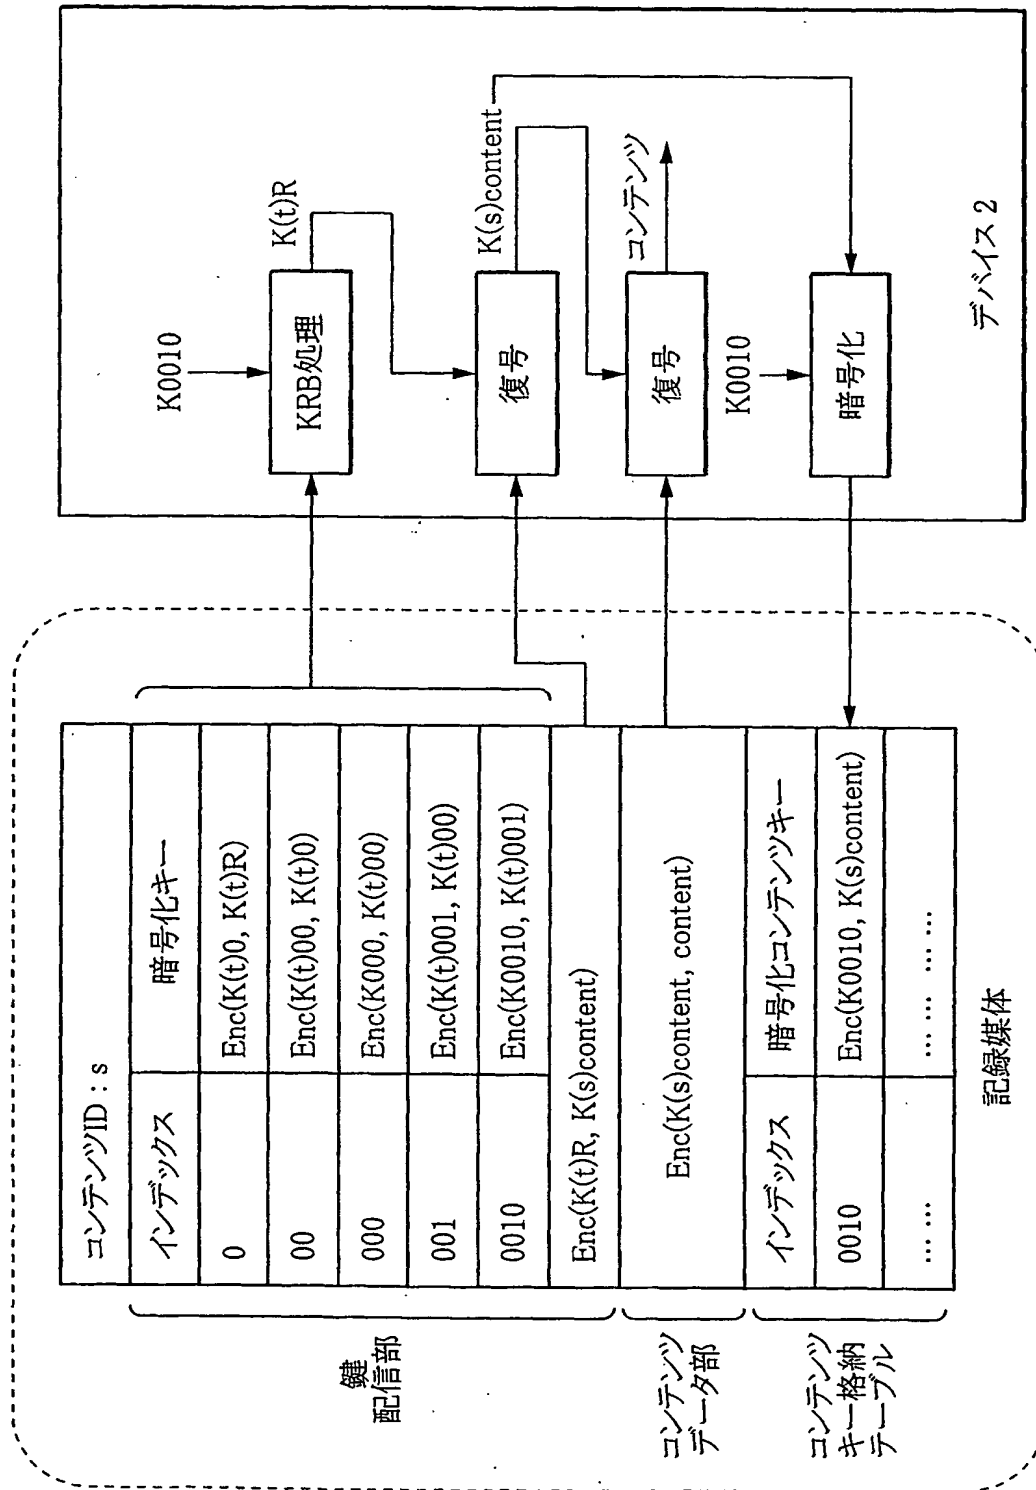 コンテンツID : s
インデックス 暗号化キー
0 Enc(K(t)0, K(t)R)
00 Enc(K(t)00, K(t)0)
000 Enc(K000, K(t)00)
001 Enc(K(t)001, K(t)00)
0010 Enc(K0010, K(t)001)
Enc(K(t)R, K(s)content)
Enc(K(s)content, content)
インデックス 暗号化コンテンツキー
0010 Enc(K0010, K(s)content)
… … … … … …
鍵
配信部
コンテンツ
データ部
コンテンツ
キー格納
テーブル
記録媒体
K0010
KRB処理
K(t)R
復号
K(s)content
復号
コンテンツ
K0010
暗号化
デバイス 2